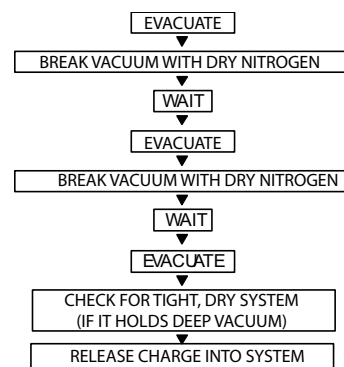 EVACUATE
BREAK VACUUM WITH DRY NITROGEN
WAIT
EVACUATE
BREAK VACUUM WITH DRY NITROGEN
WAIT
EVACUATE
CHECK FOR TIGHT, DRY SYSTEM
(IF IT HOLDS DEEP VACUUM)
RELEASE CHARGE INTO SYSTEM